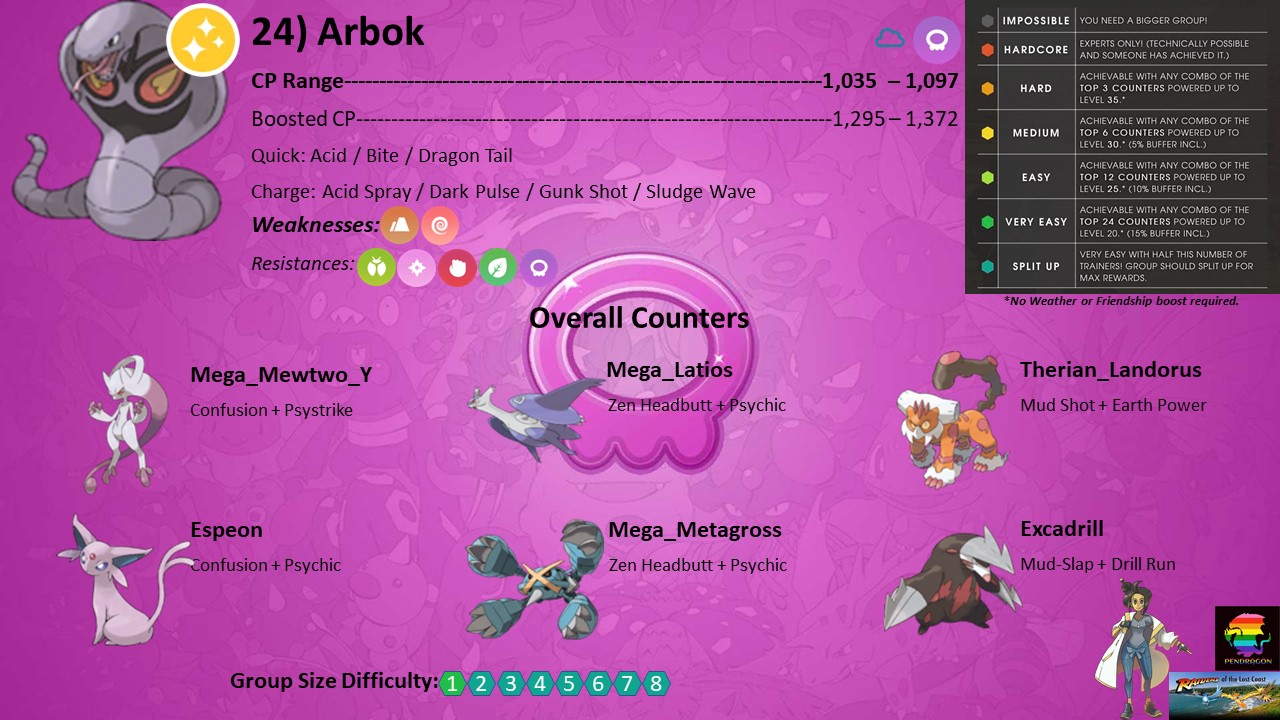 24) Arbok
CP Range------------------------------------------------------------------------------------1,035 – 1,097
Boosted CP------------------------------------------------------------------------------------1,295 – 1,372
Quick: Acid / Bite / Dragon Tail
Charge: Acid Spray / Dark Pulse / Gunk Shot / Sludge Wave
Weaknesses:
Resistances:
IMPOSSIBLE YOU NEED A BIGGER GROUP!
HARDCORE EXPERTS ONLY! (TECHNICALLY POSSIBLE
AND SOMEONE HAS ACHIEVED IT.)
HARD ACHIEVABLE WITH ANY COMBO OF THE
TOP 3 COUNTERS POWERED UP TO
LEVEL 35.*
MEDIUM ACHIEVABLE WITH ANY COMBO OF THE
TOP 6 COUNTERS POWERED UP TO
LEVEL 30.* (5% BUFFER INCL.)
EASY ACHIEVABLE WITH ANY COMBO OF THE
TOP 12 COUNTERS POWERED UP TO
LEVEL 25.* (10% BUFFER INCL.)
VERY EASY ACHIEVABLE WITH ANY COMBO OF THE
TOP 24 COUNTERS POWERED UP TO
LEVEL 20.* (15% BUFFER INCL.)
SPLIT UP VERY EASY WITH HALF THIS NUMBER OF
TRAINERS! GROUP SHOULD SPLIT UP FOR
MAX REWARDS.
*No Weather or Friendship boost required.
Overall Counters
Mega_Mewtwo_Y
Confusion + Psystrike
Mega_Latios
Zen Headbutt + Psychic
Therian_Landorus
Mud Shot + Earth Power
Espeon
Confusion + Psychic
Mega_Metagross
Zen Headbutt + Psychic
Excadrill
Mud-Slap + Drill Run
Group Size Difficulty: 1 2 3 4 5 6 7 8
PENDRAGON
RAIDERS of the Lost Coast